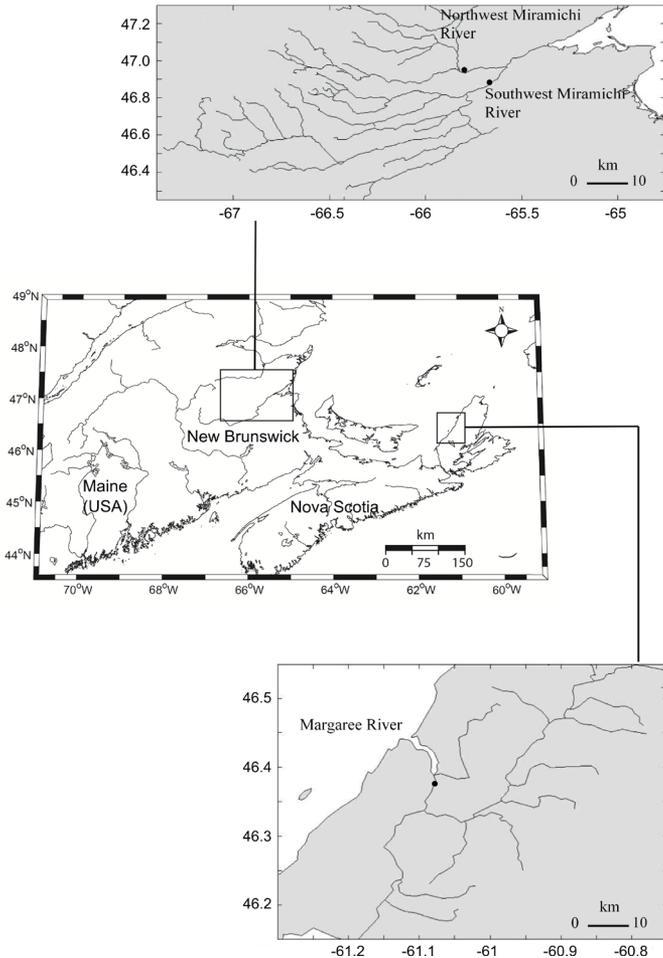 47.2
Northwest Miramichi
River
47.0
46.8
Southwest Miramichi
River
46.6
46.4
km
0 10
-67 -66.5 -66 -65.5 -65
49°N
N
48°N
47°N
New Brunswick
46°N
Maine
(USA)
45°N
Nova Scotia
km
44°N
0 75 150
70°W 68°W 66°W 64°W 62°W 60°W
46.5
Margaree River
46.4
46.3
46.2
km
0 10
-61.2 -61.1 -61 -60.9 -60.8